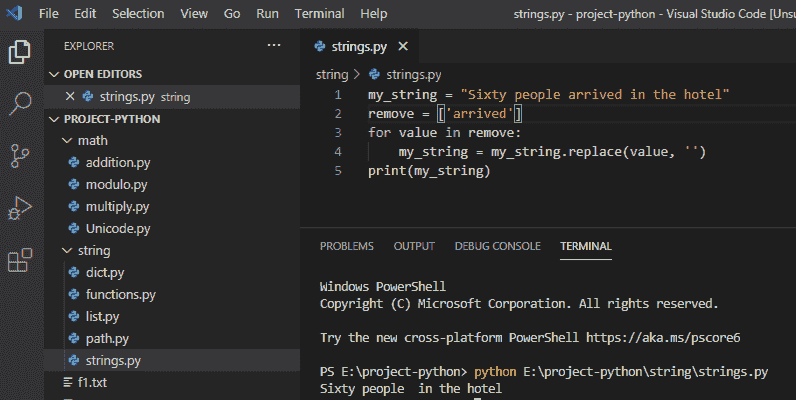 File Edit Selection View Go Run Terminal Help strings.py - project-python - Visual Studio Code [Unsu
EXPLORER ···
OPEN EDITORS
strings.py string
PROJECT-PYTHON
math
addition.py
modulo.py
multiply.py
Unicode.py
string
dict.py
functions.py
list.py
path.py
strings.py
f1.txt
strings.py
string > strings.py
1 my_string = "Sixty people arrived in the hotel"
2 remove = ['arrived']
3 for value in remove:
4 my_string = my_string.replace(value, '')
5 print(my_string)
PROBLEMS OUTPUT DEBUG CONSOLE TERMINAL
Windows PowerShell
Copyright (C) Microsoft Corporation. All rights reserved.
Try the new cross-platform PowerShell https://aka.ms/pscore6
PS E:\project-python> python E:\project-python\string\strings.py
Sixty people  in the hotel